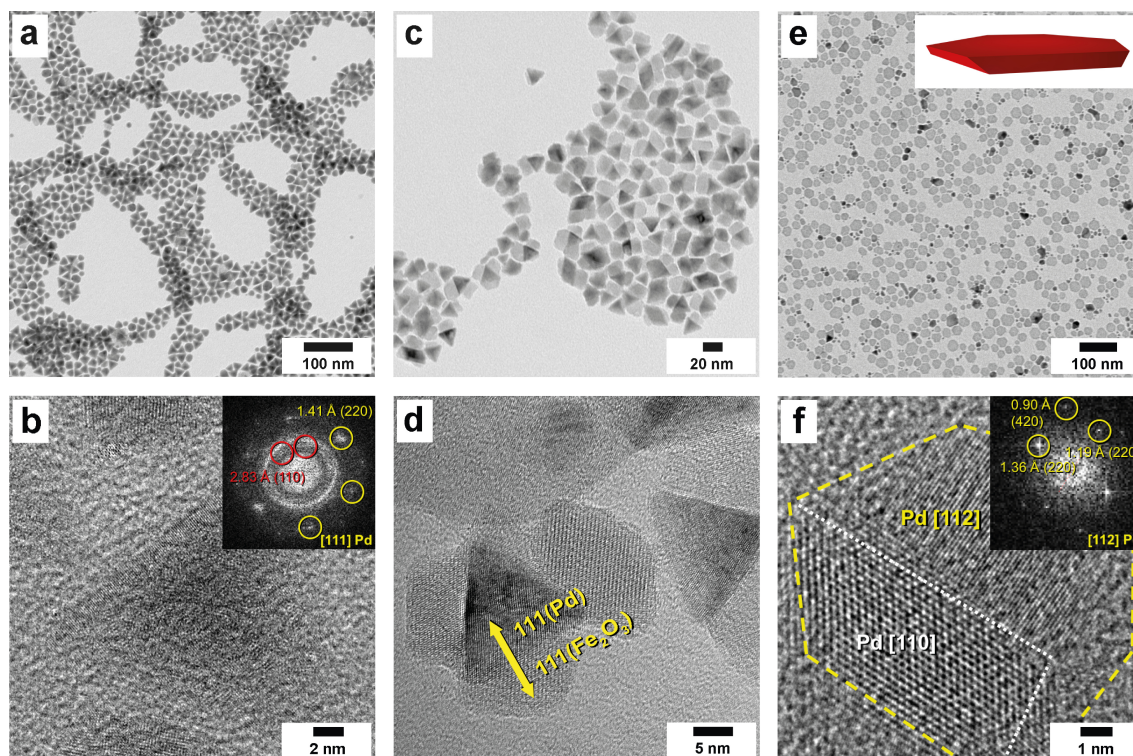 a
100 nm
c
20 nm
e
100 nm
b
1.41 Å (220)
2.83 Å (110)
[111] Pd
2 nm
d
111(Pd)
111(Fe₂O₃)
5 nm
f
0.90 Å
(420)
1.19 Å (220
1.36 Å (220)
Pd [112]
[112] P
Pd [110]
1 nm